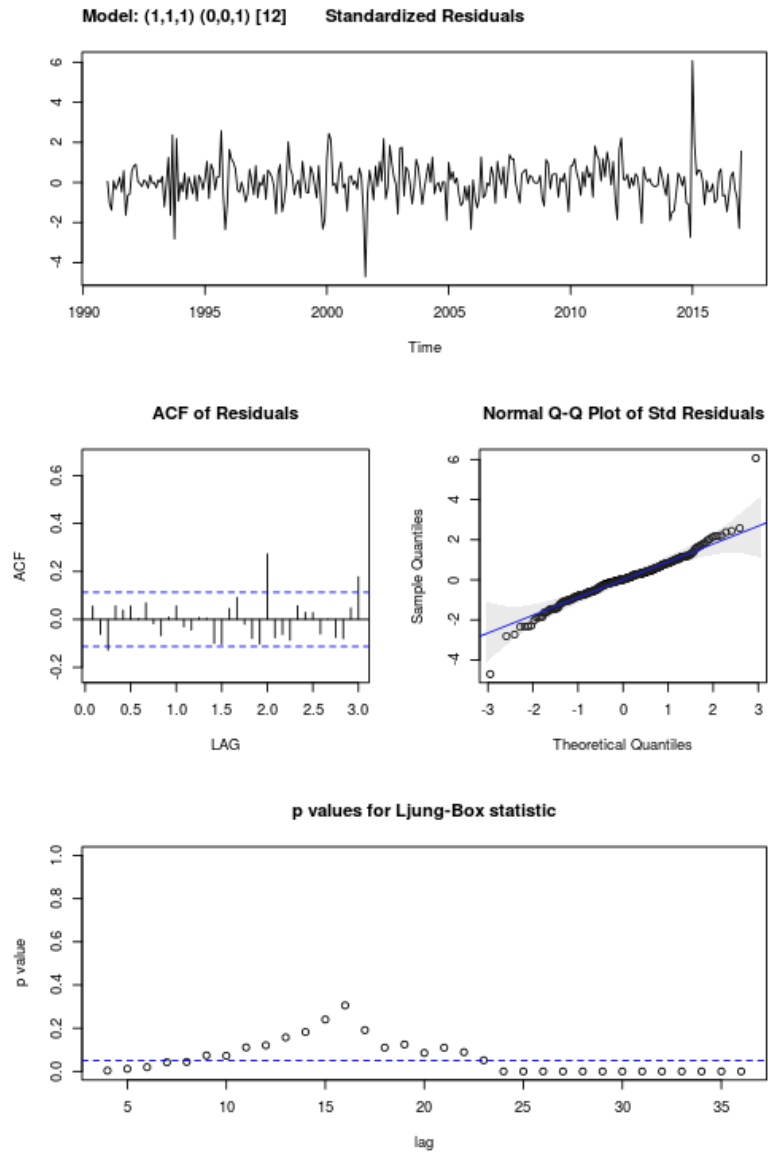 Model: (1,1,1) (0,0,1) [12] Standardized Residuals
6
4
2
0
-2
-4
1990 1995 2000 2005 2010 2015
Time
ACF of Residuals
ACF
0.6
0.4
0.2
0.0
-0.2
0.0 0.5 1.0 1.5 2.0 2.5 3.0
LAG
Normal Q-Q Plot of Std Residuals
Sample Quantiles
6
4
2
0
-2
-4
-3 -2 -1 0 1 2 3
Theoretical Quantiles
p values for Ljung-Box statistic
p value
1.0
0.8
0.6
0.4
0.2
0.0
5 10 15 20 25 30 35
lag